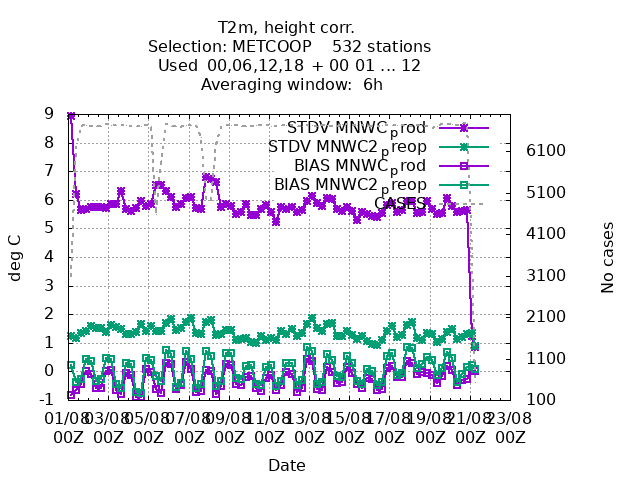 T2m, height corr.
Selection: METCOOP 532 stations
Used 00,06,12,18 + 00 01 ... 12
Averaging window: 6h
STDV MNWCprod
STDV MNWC2preop
BIAS MNWCprod
BIAS MNWC2preop
CASES
deg C
9
8
7
6
5
4
3
2
1
0
-1
No cases
6100
5100
4100
3100
2100
1100
100
01/08 03/08 05/08 07/08 09/08 11/08 13/08 15/08 17/08 19/08 21/08 23/08
00Z 00Z 00Z 00Z 00Z 00Z 00Z 00Z 00Z 00Z 00Z 00Z
Date